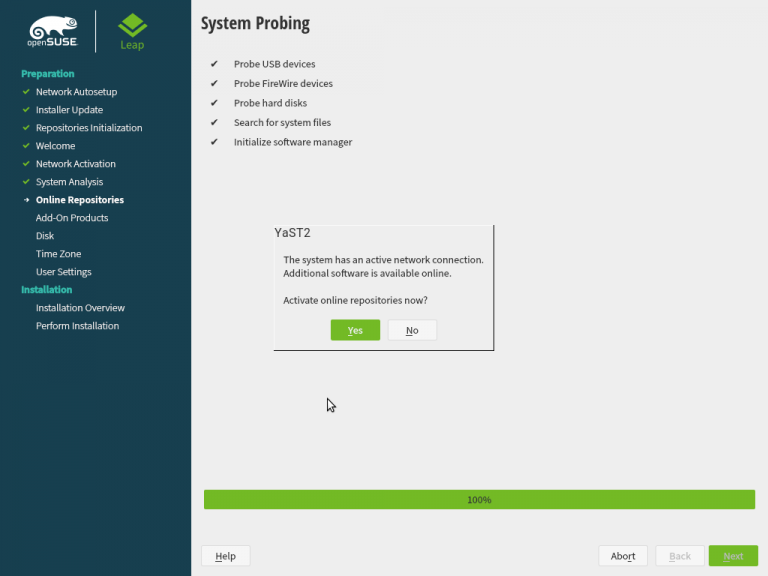 openSUSE
Leap
Preparation
Network Autosetup
Installer Update
Repositories Initialization
Welcome
Network Activation
System Analysis
Online Repositories
Add-On Products
Disk
Time Zone
User Settings
Installation
Installation Overview
Perform Installation
System Probing
Probe USB devices
Probe FireWire devices
Probe hard disks
Search for system files
Initialize software manager
YaST2
The system has an active network connection.
Additional software is available online.
Activate online repositories now?
Yes
No
100%
Help
Abort
Back
Next